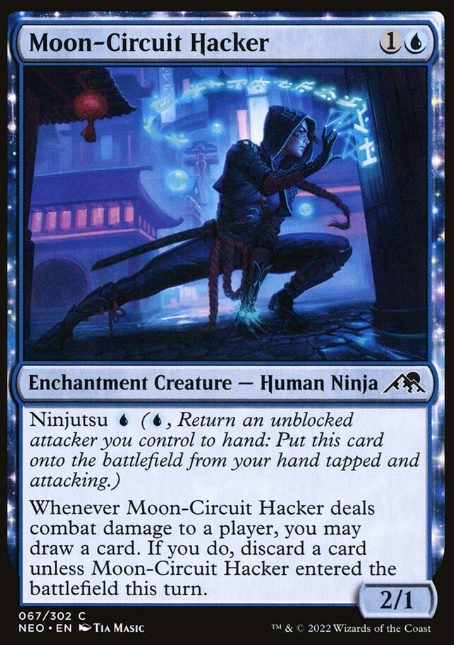 Moon-Circuit Hacker 1
Enchantment Creature — Human Ninja
Ninjutsu (, Return an unblocked
attacker you control to hand: Put this card
onto the battlefield from your hand tapped and
attacking.)
Whenever Moon-Circuit Hacker deals
combat damage to a player, you may
draw a card. If you do, discard a card
unless Moon-Circuit Hacker entered the
battlefield this turn.
2/1
067/302 C
NEO • EN Tia Masic ™ & © 2022 Wizards of the Coast